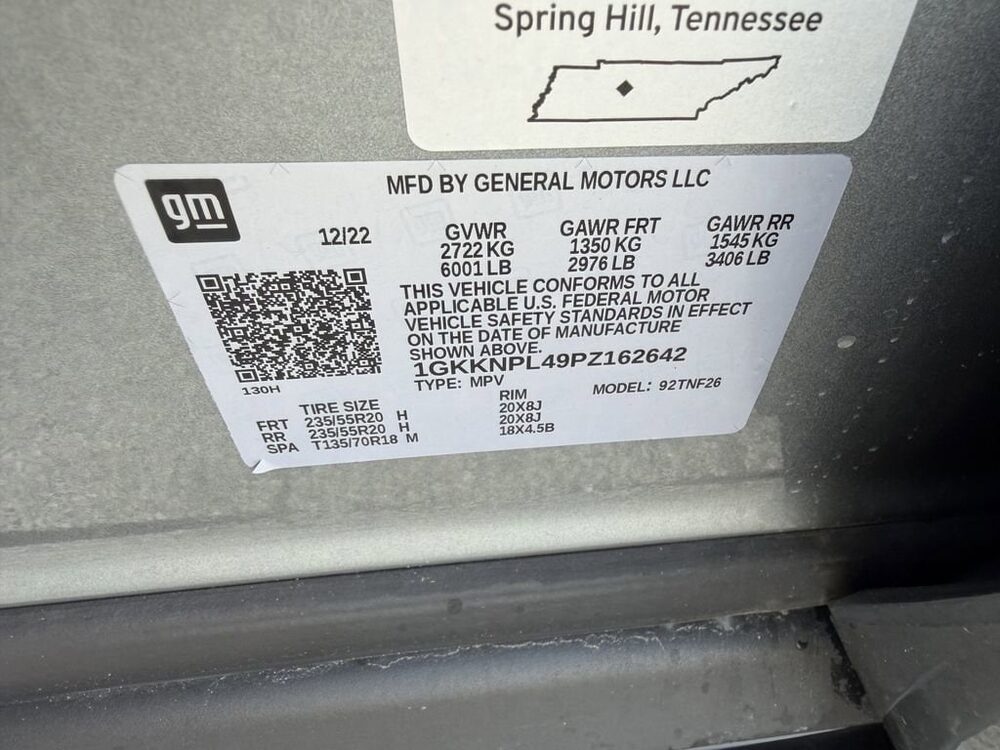 Spring Hill, Tennessee
gm
MFD BY GENERAL MOTORS LLC
12/22
GVWR
2722 KG
6001 LB
GAWR FRT
1350 KG
2976 LB
GAWR RR
1545 KG
3406 LB
THIS VEHICLE CONFORMS TO ALL
APPLICABLE U.S. FEDERAL MOTOR
VEHICLE SAFETY STANDARDS IN EFFECT
ON THE DATE OF MANUFACTURE
SHOWN ABOVE.
1GKKNPL49PZ162642
TYPE: MPV
MODEL: 92TNF26
130H
TIRE SIZE
RIM
FRT 235/55R20 H 20X8J
RR 235/55R20 H 20X8J
SPA T135/70R18 M 18X4.5B